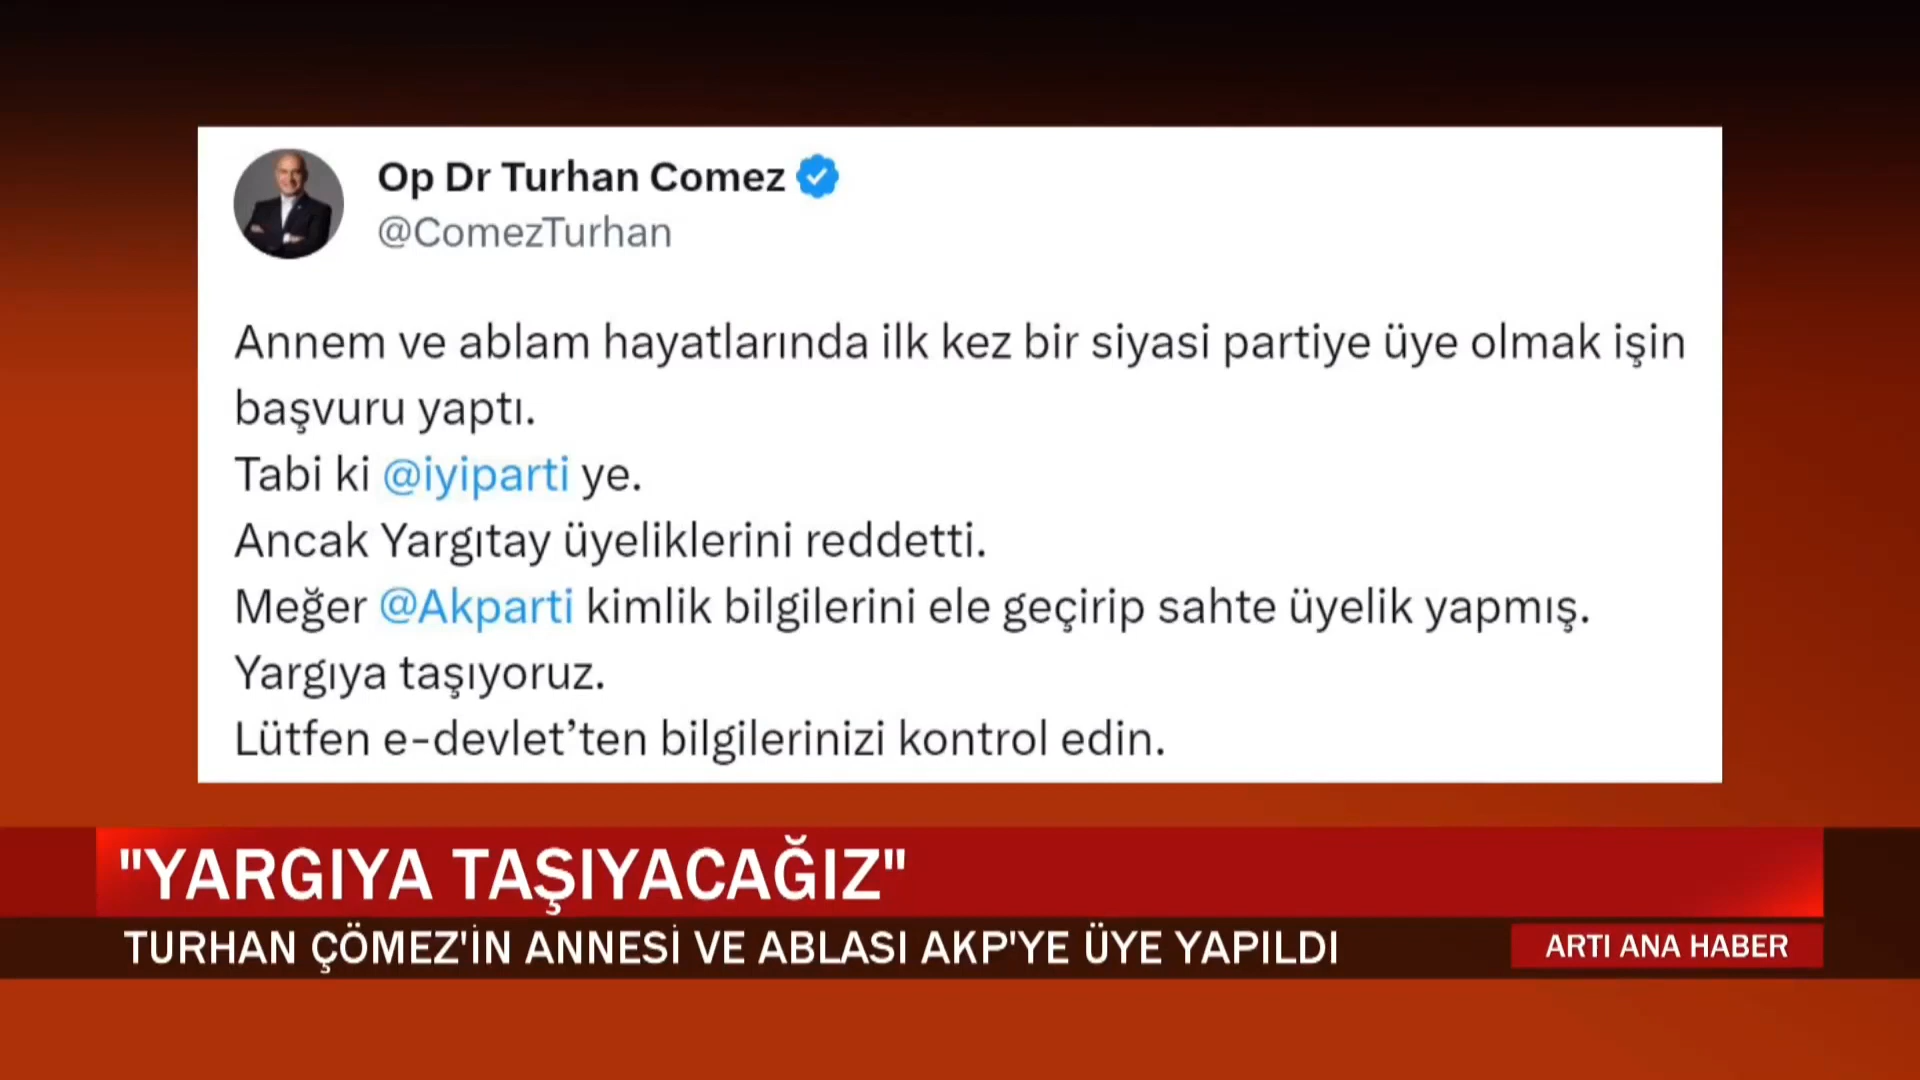 Op Dr Turhan Comez
@ComezTurhan
Annem ve ablam hayatlarında ilk kez bir siyasi partiye üye olmak işin
başvuru yaptı.
Tabi ki @iyiparti ye.
Ancak Yargıtay üyeliklerini reddetti.
Meğer @Akparti kimlik bilgilerini ele geçirip sahte üyelik yapmış.
Yargıya taşıyoruz.
Lütfen e-devlet’ten bilgilerinizi kontrol edin.
"YARGIYA TAŞIYACAĞIZ"
TURHAN ÇÖMEZ'İN ANNESİ VE ABLASI AKP'YE ÜYE YAPILDI
ARTI ANA HABER